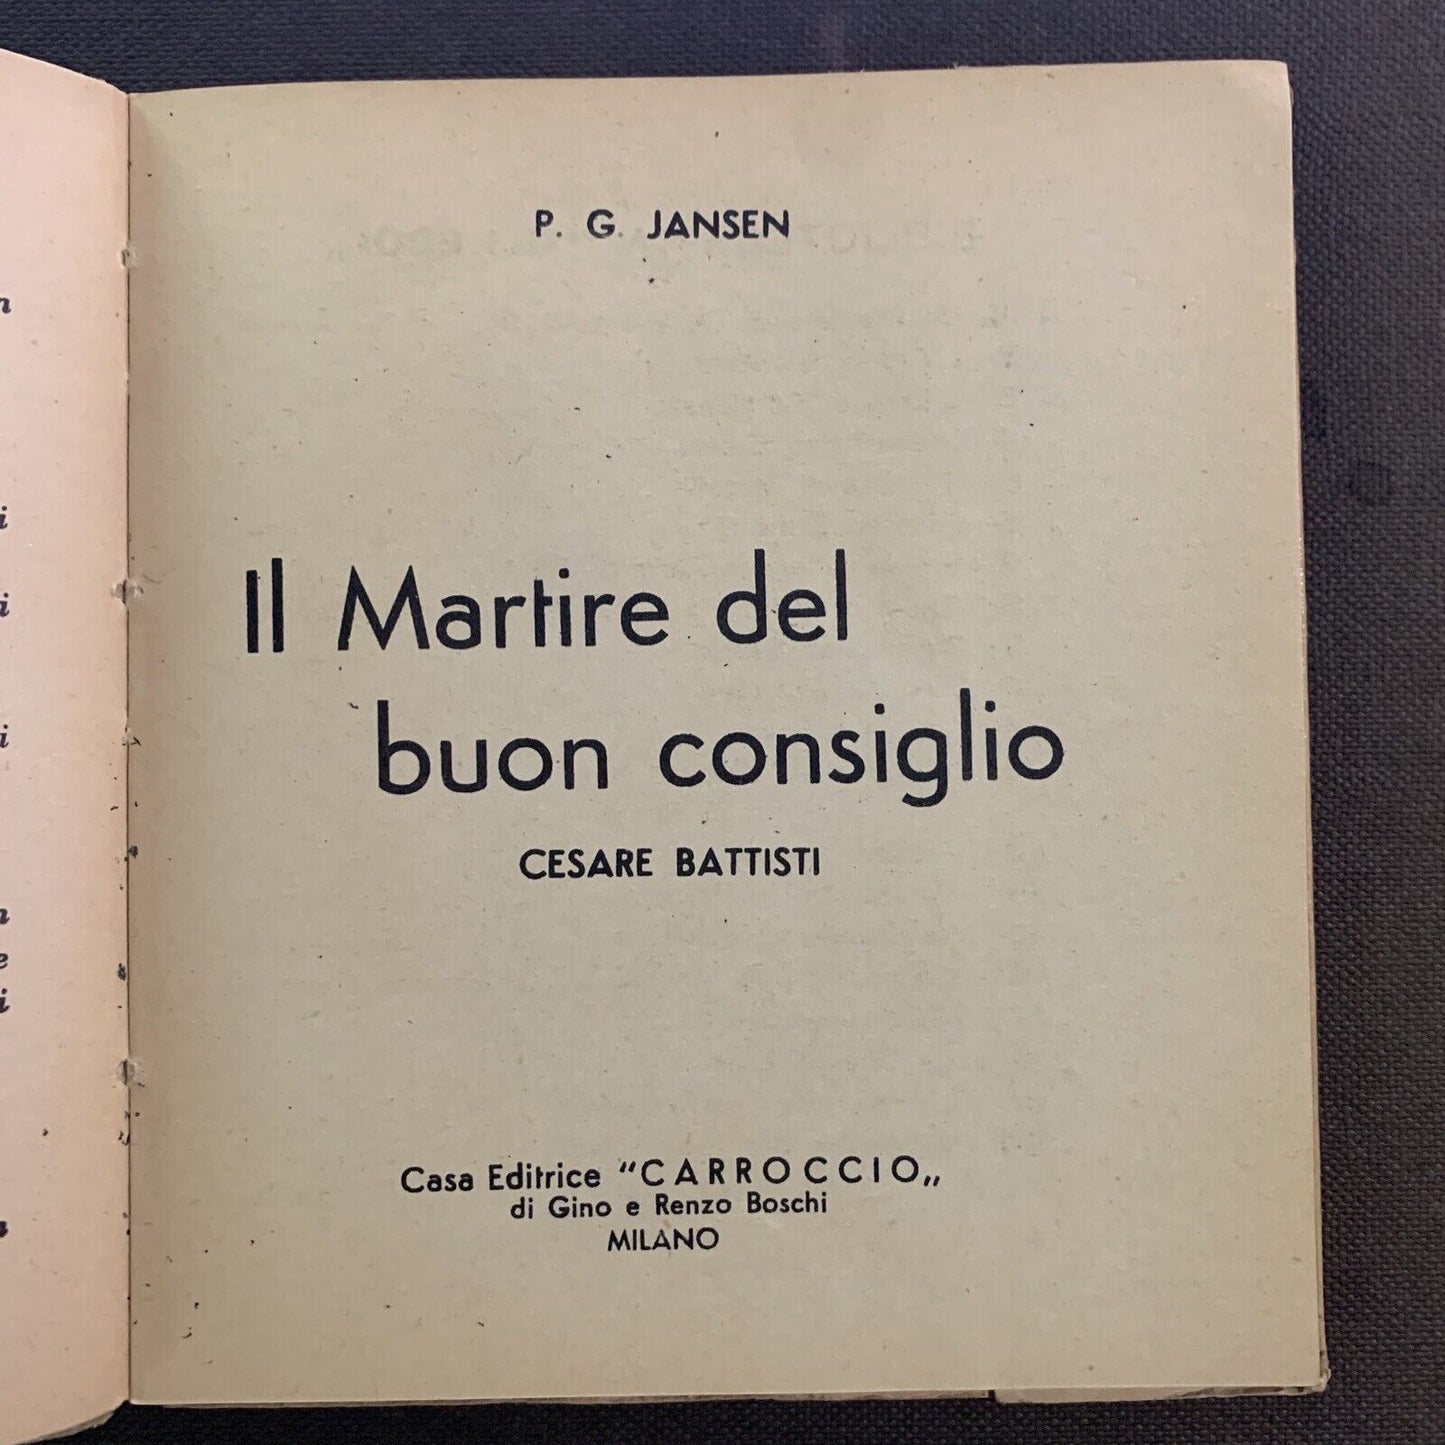 P. G. JANSEN
Il Martire del
buon consiglio
CESARE BATTISTI
Casa Editrice "CARROCCIO„
di Gino e Renzo Boschi
MILANO